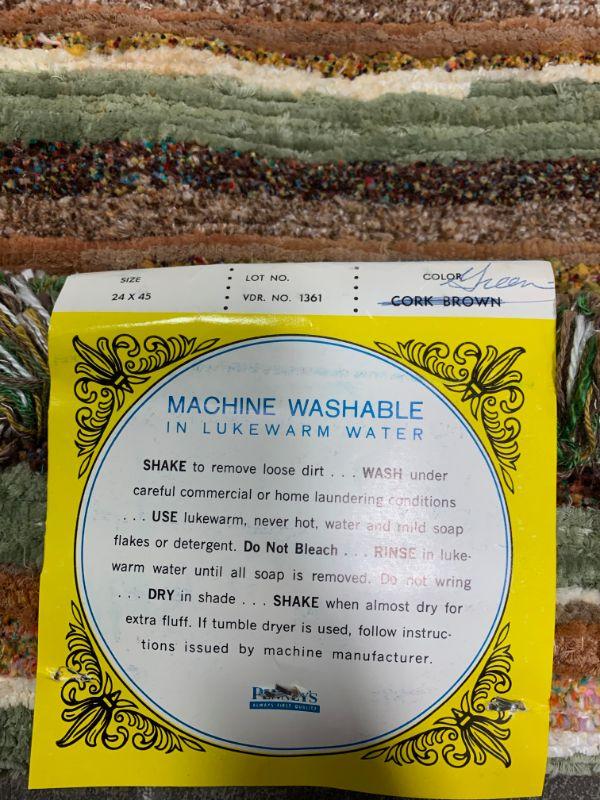 SIZE LOT NO. COLOR Green
24 X 45 VDR. NO. 1361 CORK BROWN
MACHINE WASHABLE
IN LUKEWARM WATER
SHAKE to remove loose dirt . . . WASH under
careful commercial or home laundering conditions
. . . USE lukewarm, never hot, water and mild soap
flakes or detergent. Do Not Bleach . . . RINSE in luke-
warm water until all soap is removed. Do not wring
. . . DRY in shade . . . SHAKE when almost dry for
extra fluff. If tumble dryer is used, follow instruc-
tions issued by machine manufacturer.
PENNEY'S
ALWAYS FIRST QUALITY